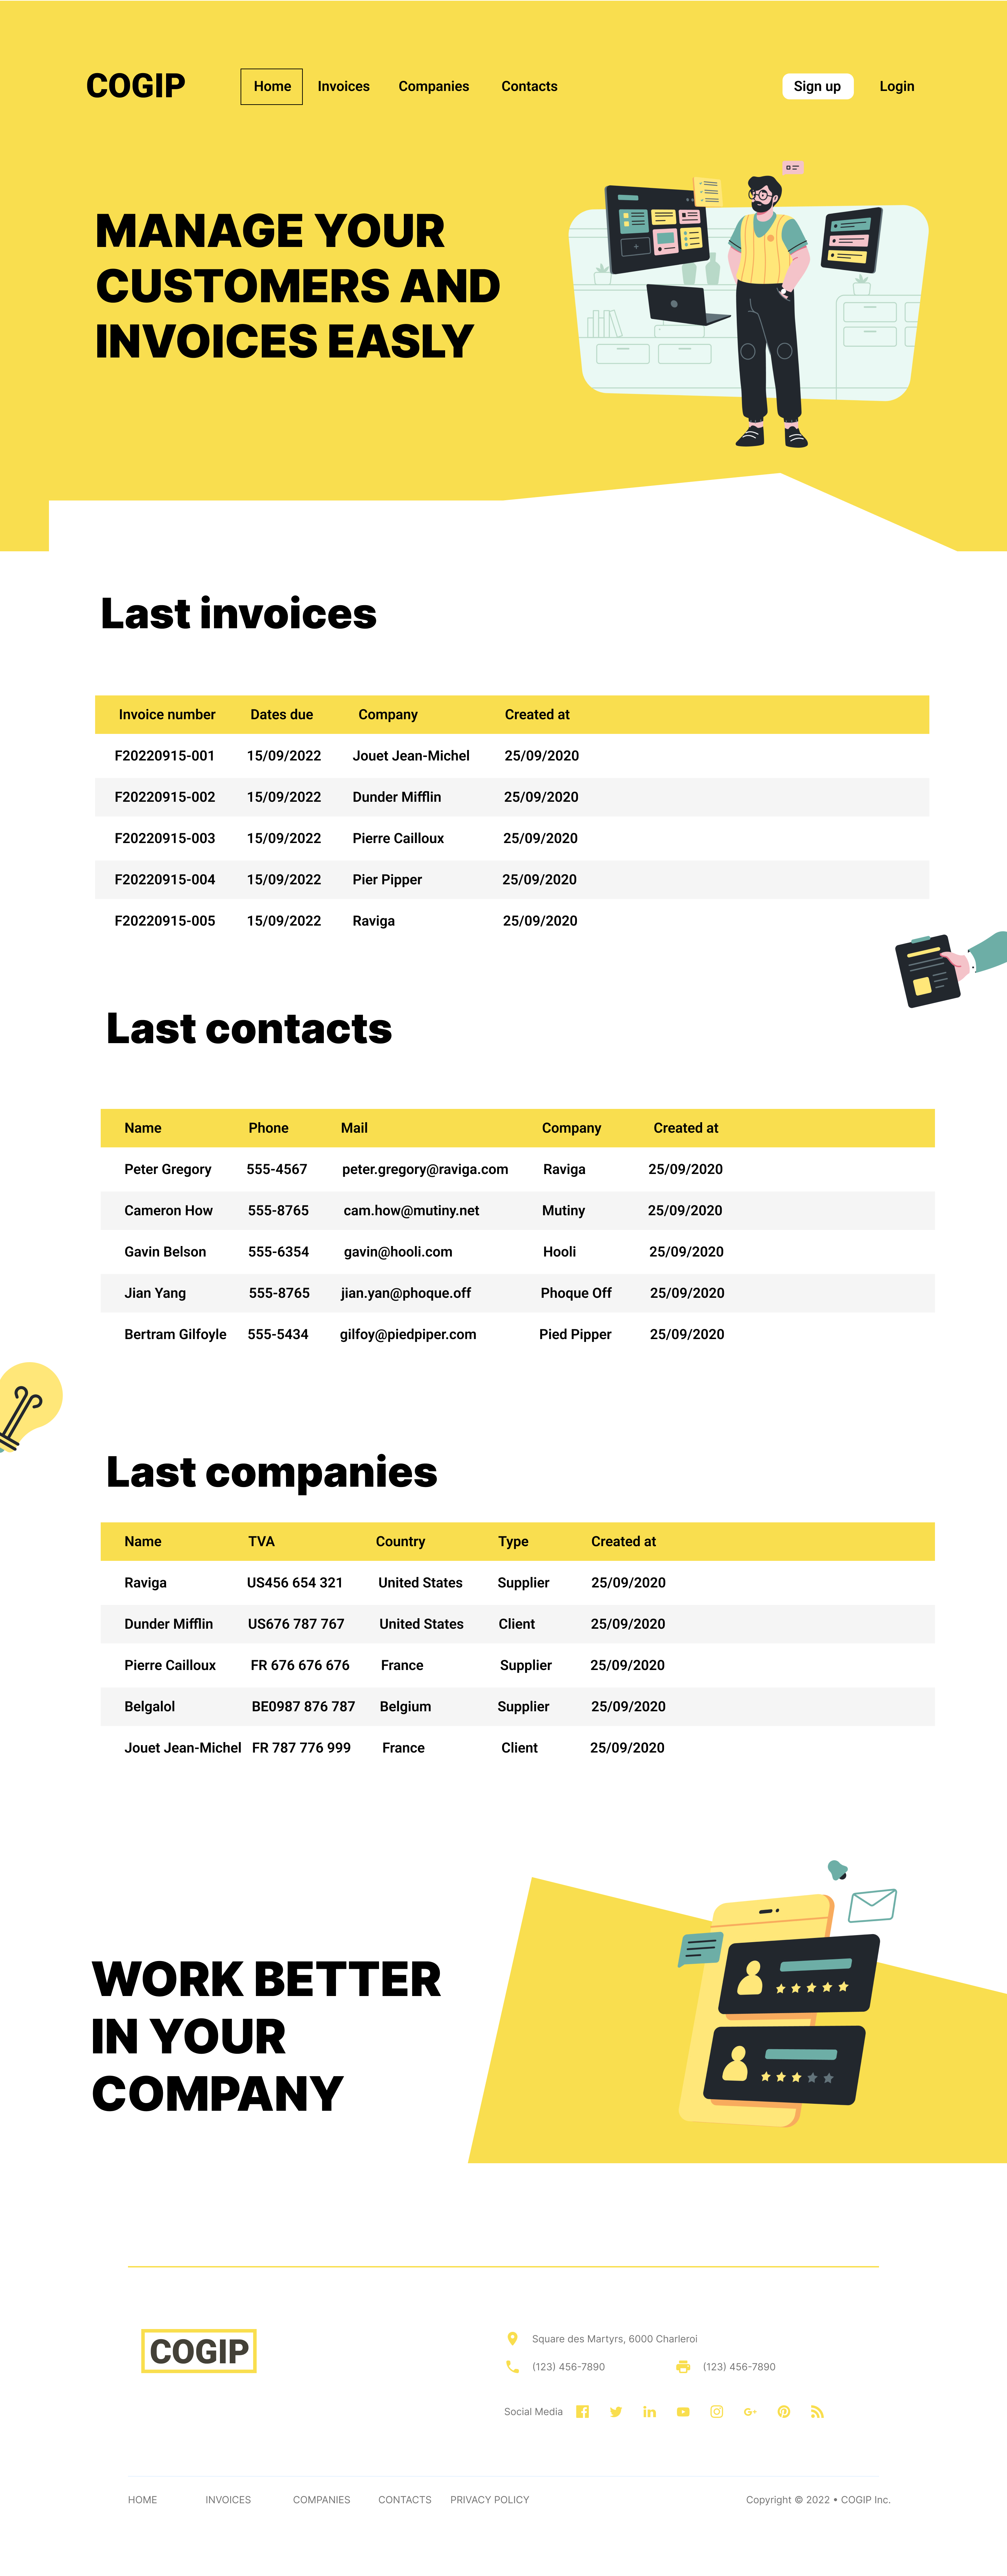 COGIP Home Invoices Companies Contacts Sign up Login
MANAGE YOUR
CUSTOMERS AND
INVOICES EASLY
Last invoices
Invoice number Dates due Company Created at
F20220915-001 15/09/2022 Jouet Jean-Michel 25/09/2020
F20220915-002 15/09/2022 Dunder Mifflin 25/09/2020
F20220915-003 15/09/2022 Pierre Cailloux 25/09/2020
F20220915-004 15/09/2022 Pier Pipper 25/09/2020
F20220915-005 15/09/2022 Raviga 25/09/2020
Last contacts
Name Phone Mail Company Created at
Peter Gregory 555-4567 peter.gregory@raviga.com Raviga 25/09/2020
Cameron How 555-8765 cam.how@mutiny.net Mutiny 25/09/2020
Gavin Belson 555-6354 gavin@hooli.com Hooli 25/09/2020
Jian Yang 555-8765 jian.yan@phoque.off Phoque Off 25/09/2020
Bertram Gilfoyle 555-5434 gilfoy@piedpiper.com Pied Pipper 25/09/2020
Last companies
Name TVA Country Type Created at
Raviga US456 654 321 United States Supplier 25/09/2020
Dunder Mifflin US676 787 767 United States Client 25/09/2020
Pierre Cailloux FR 676 676 676 France Supplier 25/09/2020
Belgalol BE0987 876 787 Belgium Supplier 25/09/2020
Jouet Jean-Michel FR 787 776 999 France Client 25/09/2020
WORK BETTER
IN YOUR
COMPANY
COGIP
Square des Martyrs, 6000 Charleroi
(123) 456-7890 (123) 456-7890
Social Media
HOME INVOICES COMPANIES CONTACTS PRIVACY POLICY Copyright © 2022 • COGIP Inc.